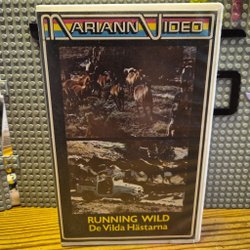 MARIANN VIDEO
RUNNING WILD
De Vilda Hästarna